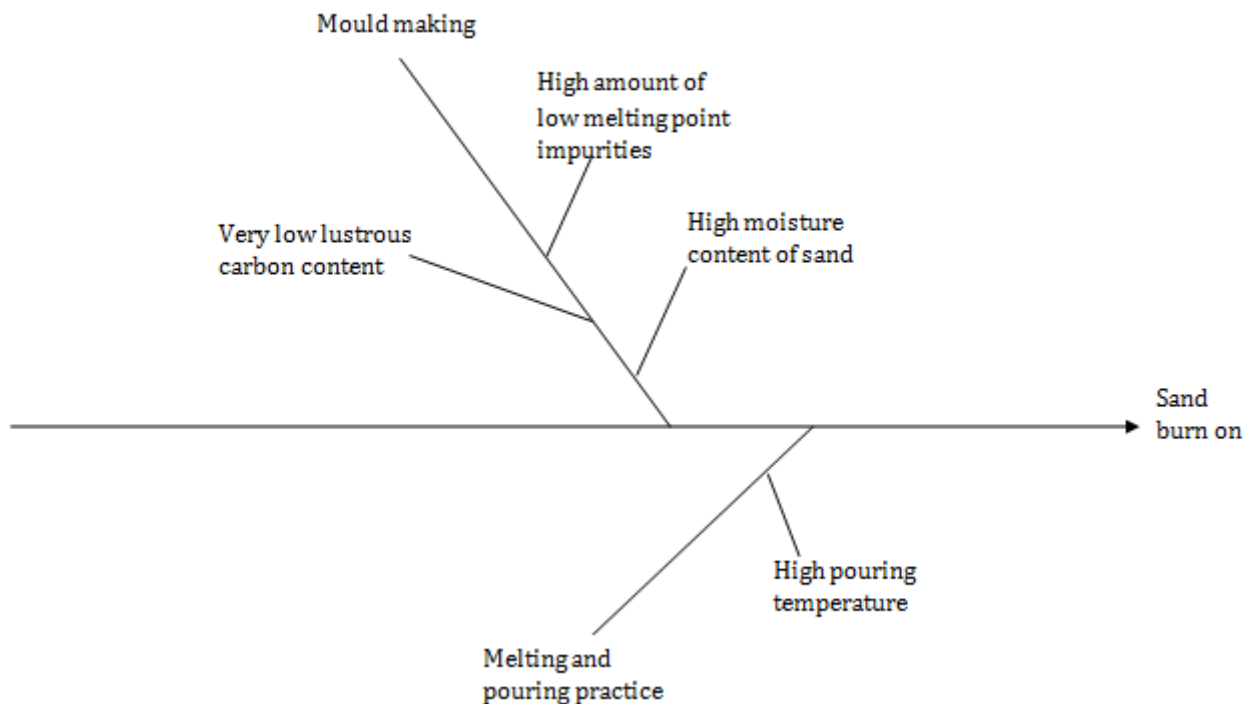 Mould making
High amount of
low melting point
impurities
Very low lustrous
carbon content
High moisture
content of sand
Sand
burn on
High pouring
temperature
Melting and
pouring practice